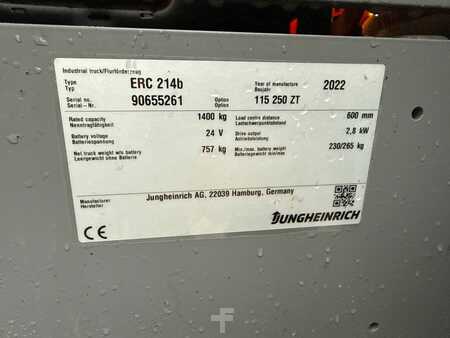 Industrial truck/Flurförderzeug
Type ERC 214b Year of manufacture 2022
Typ Baujahr
Serial no. 90655261 Option 115 250 ZT
Serial-Nr. Option
Rated capacity 1400 kg Load centre distance 600 mm
Nenntragfähigkeit Lastschwerpunktabstand
Battery voltage 24 V Drive output 2,8 kW
Batteriespannung Antriebsleistung
Net truck weight w/o battery 757 kg Min./max. battery weight 230/265 kg
Leergewicht ohne Batterie Batteriegewicht min/max
Manufacturer Jungheinrich AG, 22039 Hamburg, Germany
Hersteller
CE JUNGHEINRICH